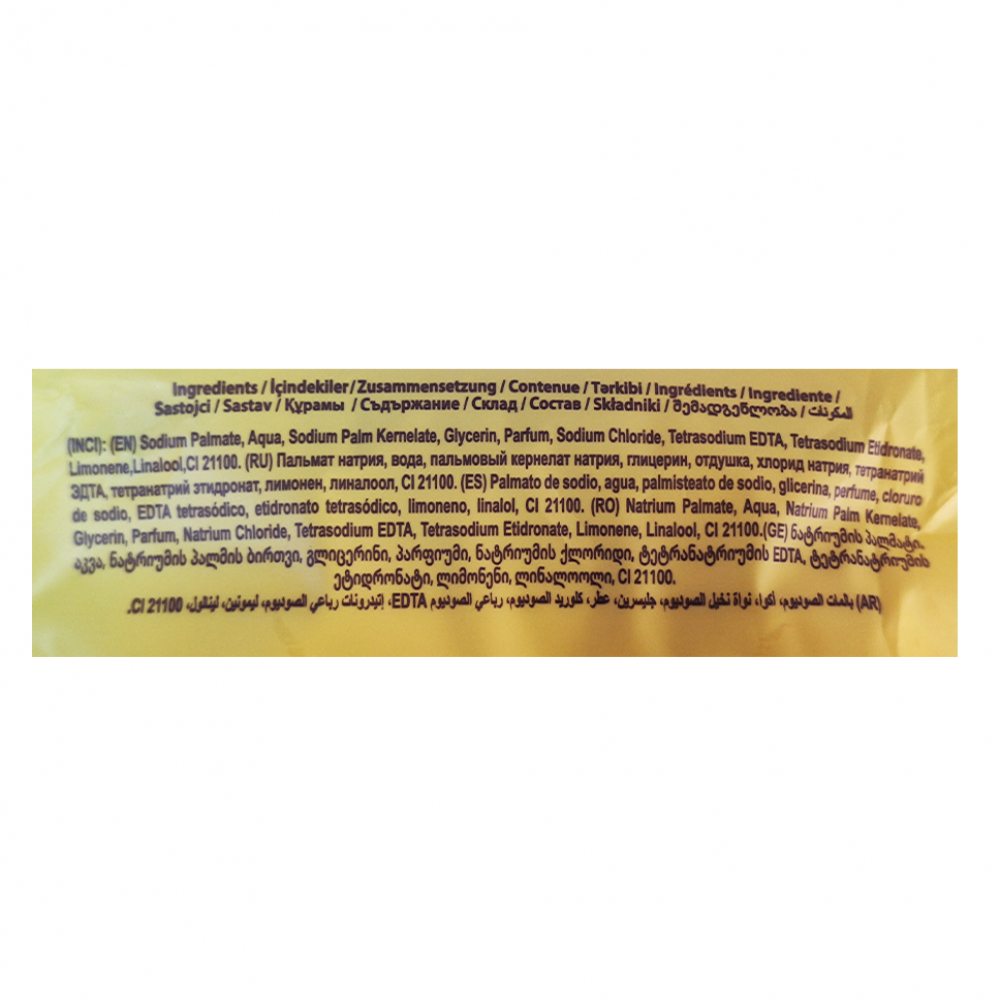 Ingredients / İçindekiler / Zusammensetzung / Contenue / Tərkibi / Ingrédients / Ingrediente /
Sastojci / Sastav / Құрамы / Съдържание / Склад / Состав / Składniki / შემადგენლობა / المكونات
(INCI): (EN) Sodium Palmate, Aqua, Sodium Palm Kernelate, Glycerin, Parfum, Sodium Chloride, Tetrasodium EDTA, Tetrasodium Etidronate,
Limonene,Linalool,CI 21100. (RU) Пальмат натрия, вода, пальмовый кернелат натрия, глицерин, отдушка, хлорид натрия, тетранатрий
ЭДТА, тетранатрий этидронат, лимонен, линалоол, CI 21100. (ES) Palmato de sodio, agua, palmisteato de sodio, glicerina, perfume, cloruro
de sodio, EDTA tetrasódico, etidronato tetrasódico, limoneno, linalol, CI 21100. (RO) Natrium Palmate, Aqua, Natrium Palm Kernelate,
Glycerin, Parfum, Natrium Chloride, Tetrasodium EDTA, Tetrasodium Etidronate, Limonene, Linalool, CI 21100.(GE) ნატრიუმის პალმატი,
აკვა, ნატრიუმის პალმის ბირთვი, გლიცერინი, პარფიუმი, ნატრიუმის ქლორიდი, ტეტრანატრიუმის EDTA, ტეტრანატრიუმის
ეტიდრონატი, ლიმონენი, ლინალოოლი, CI 21100.
(AR) بالمات الصوديوم، أكوا، نواة نخيل الصوديوم، جليسرين، عطر، كلوريد الصوديوم، رباعي الصوديوم EDTA، إتيدرونات رباعي الصوديوم، ليمونين، لينالول، CI 21100.